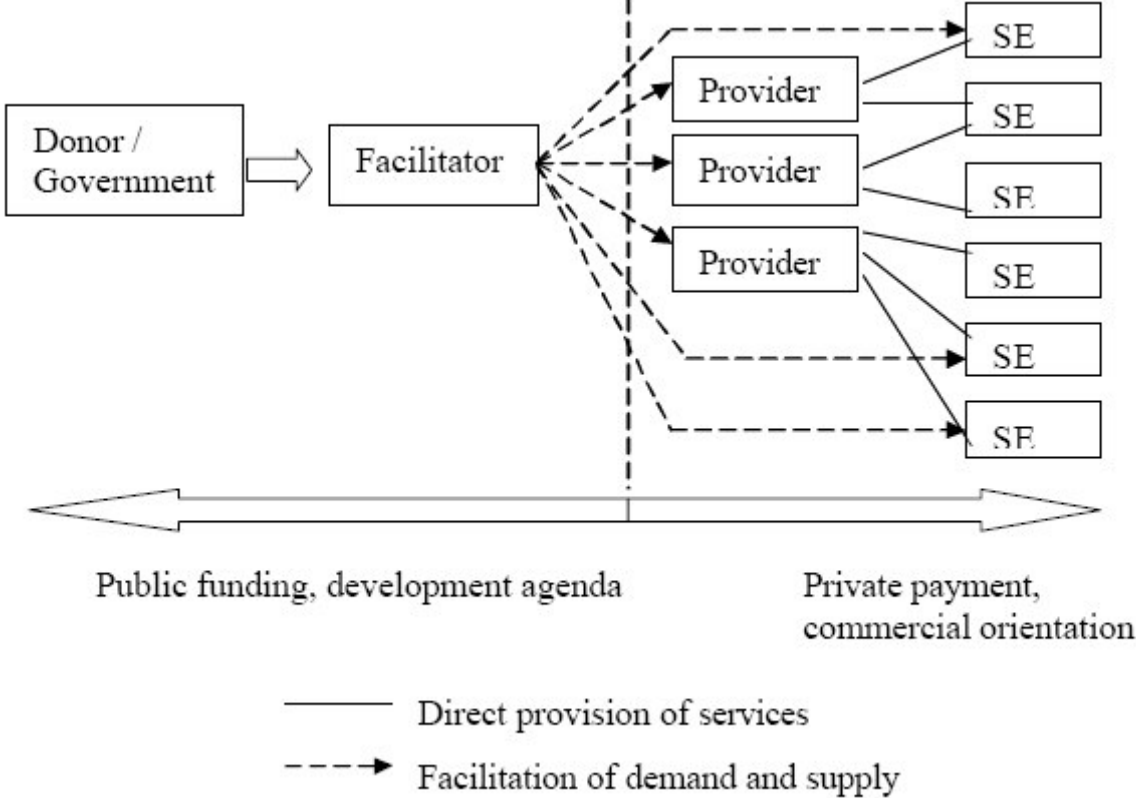 SE
Provider
SE
Donor /
Government
Facilitator
Provider
SE
Provider
SE
SE
SE
Public funding, development agenda
Private payment,
commercial orientation
Direct provision of services
Facilitation of demand and supply